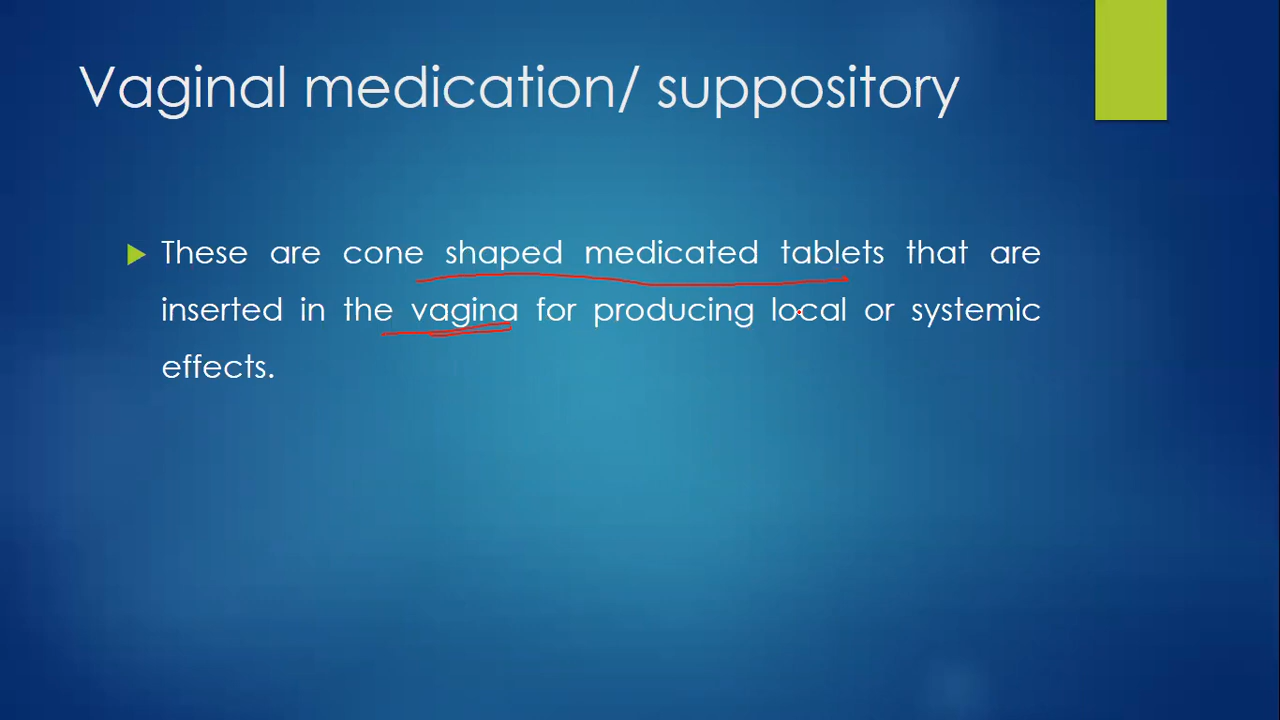 Vaginal medication/ suppository
These are cone shaped medicated tablets that are
inserted in the vagina for producing local or systemic
effects.